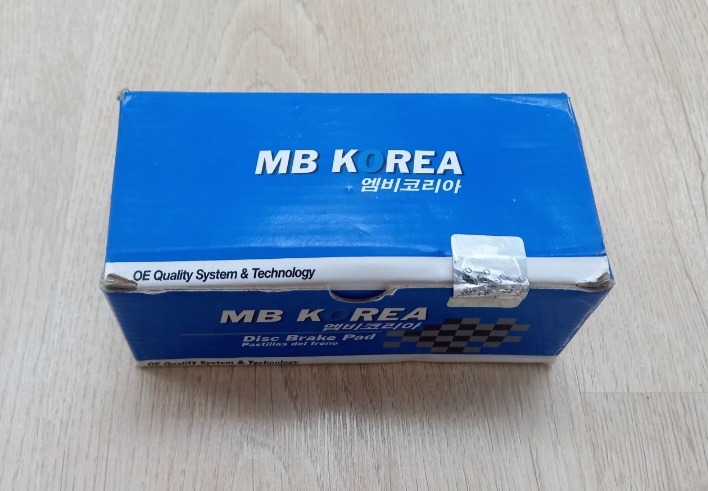 MB KOREA
엠비코리아
OE Quality System & Technology
MB KOREA
엠비코리아
Disc Brake Pad
Pastillas del freno
OE Quality System & Technology